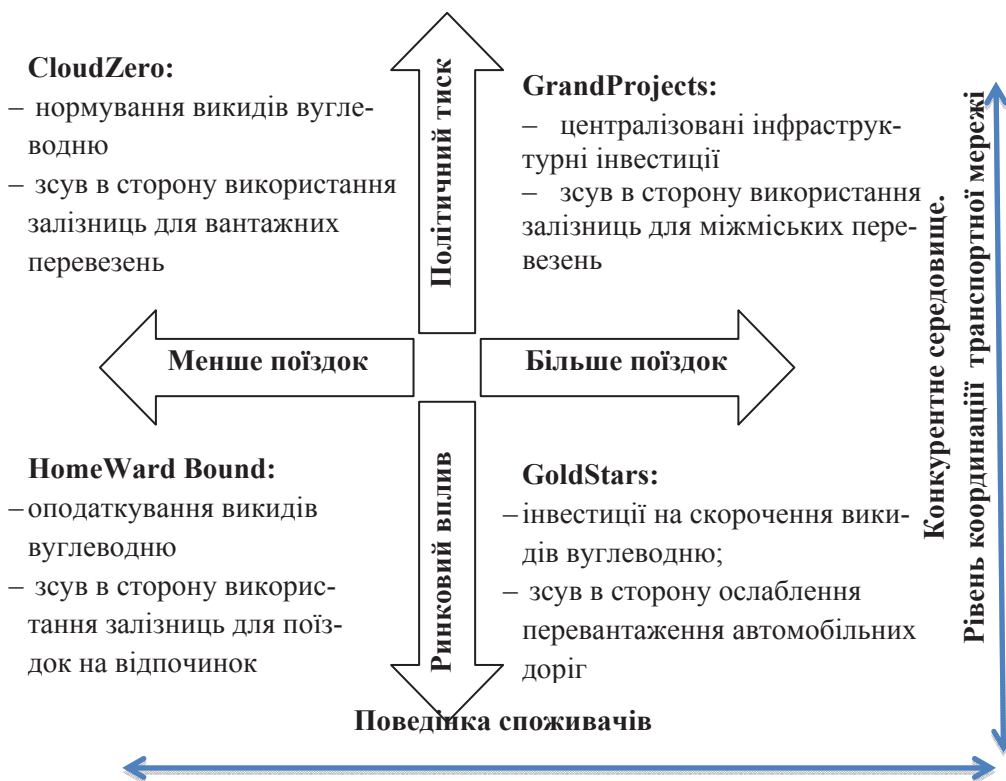 CloudZero:
– нормування викидів вугле-
водню
– зсув в сторону використання
залізниць для вантажних
перевезень
Політичний тиск
GrandProjects:
– централізовані інфраструк-
турні інвестиції
– зсув в сторону використання
залізниць для міжміських пере-
везень
Менше поїздок
Більше поїздок
HomeWard Bound:
– оподаткування викидів
вуглеводню
– зсув в сторону викорис-
тання залізниць для поїз-
док на відпочинок
Ринковий вплив
GoldStars:
– інвестиції на скорочення вики-
дів вуглеводню;
– зсув в сторону ослаблення
перевантаження автомобільних
доріг
Конкурентне середовище.
Рівень координаціїї транспортної мережі
Поведінка споживачів